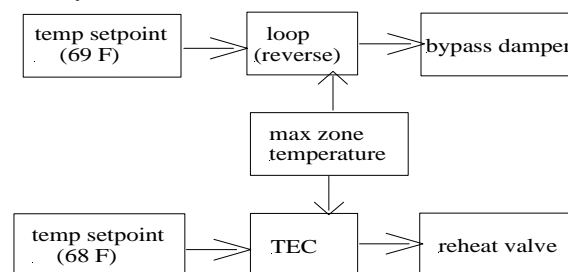 temp setpoint
(69 F)
loop
(reverse)
bypass damper
max zone
temperature
temp setpoint
(68 F)
TEC
reheat valve